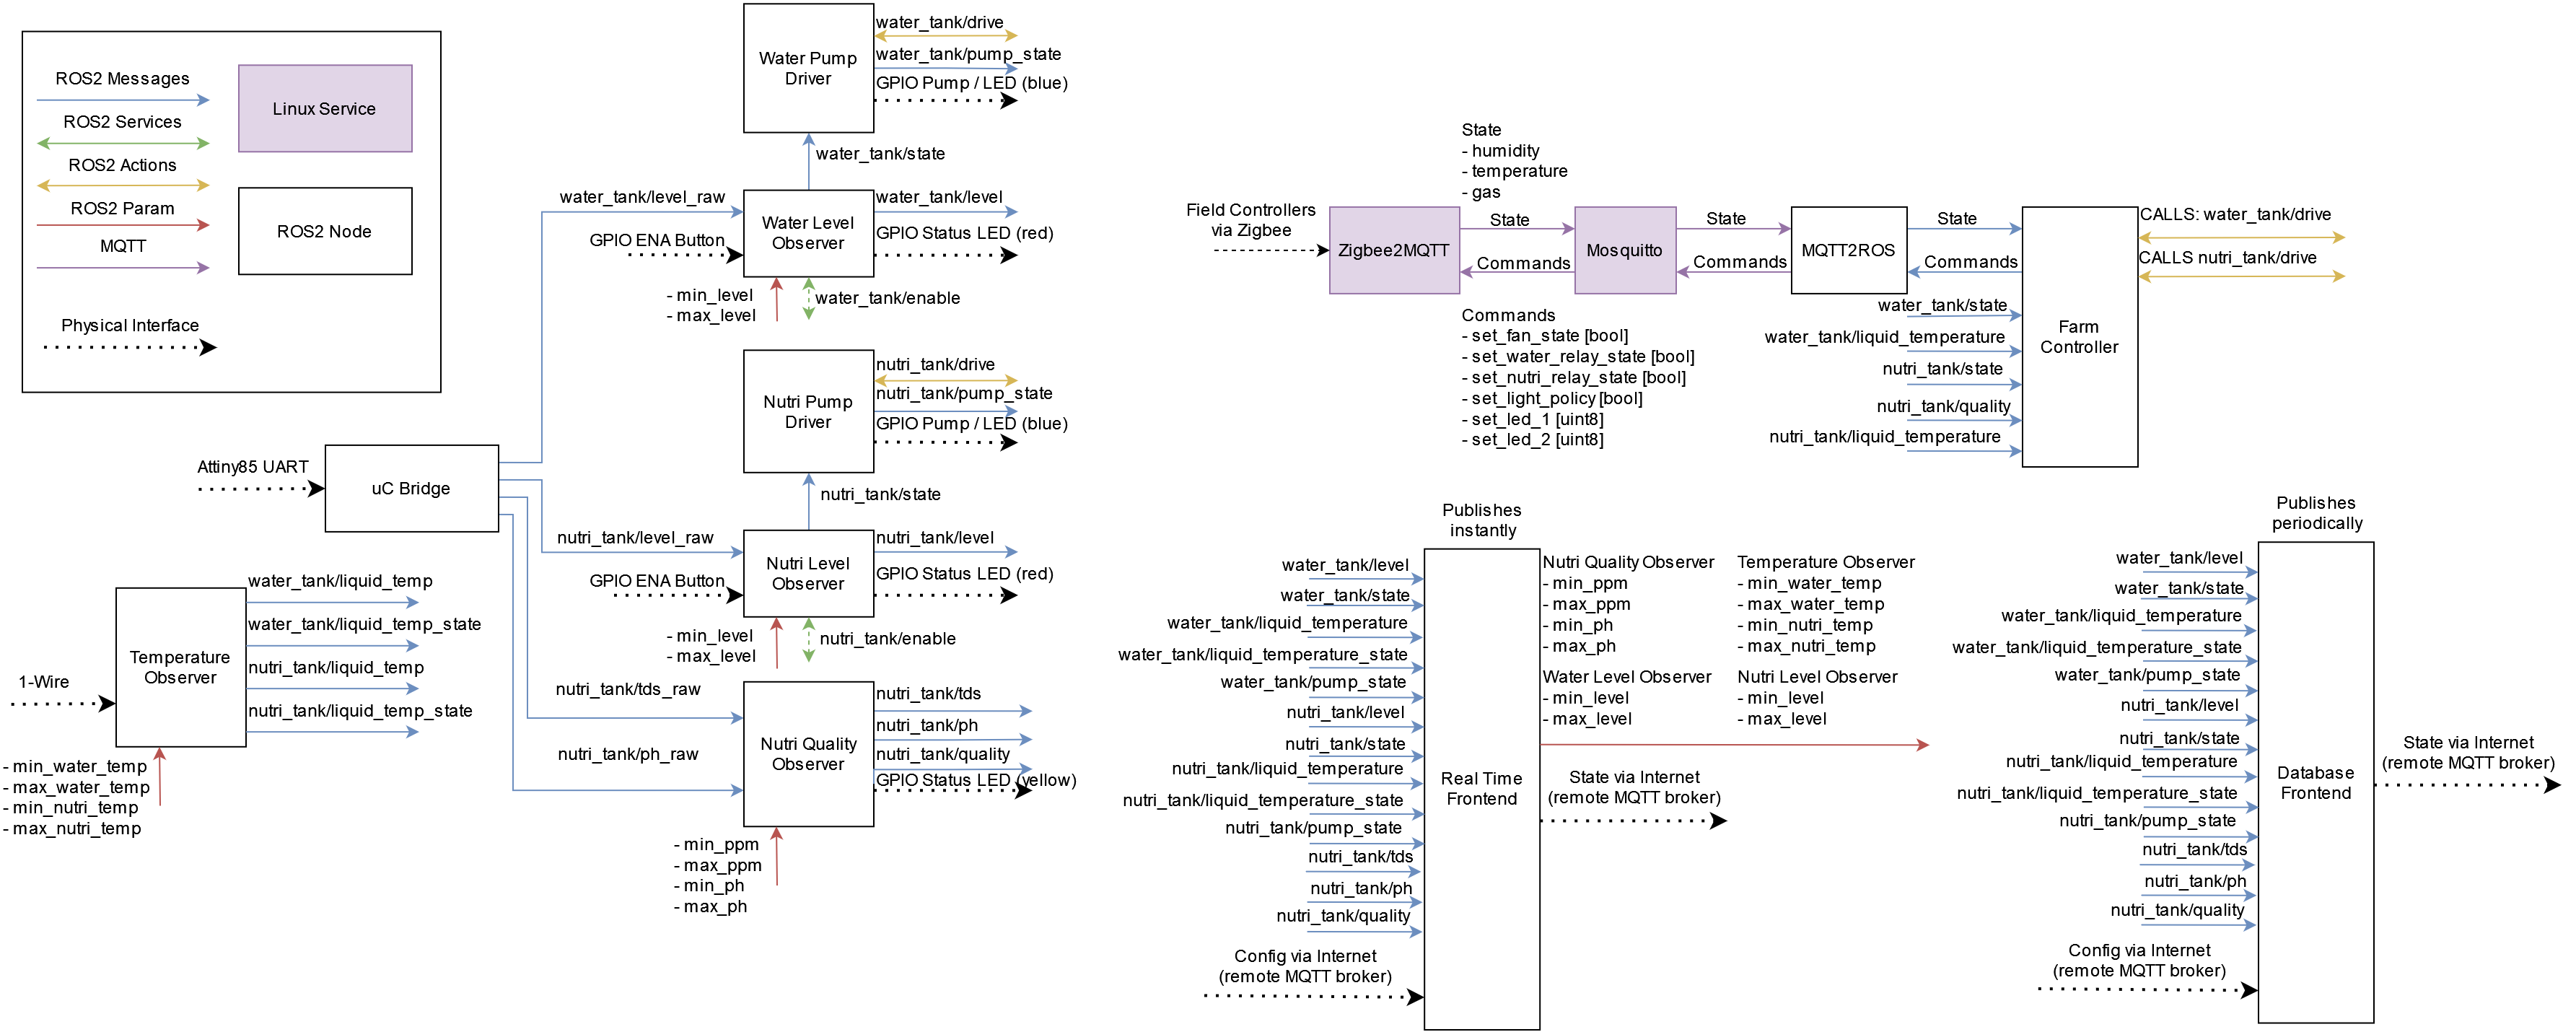 ROS2 Messages
ROS2 Services
ROS2 Actions
ROS2 Param
MQTT
Physical Interface
Linux Service
ROS2 Node
Water Pump
Driver
water_tank/drive
water_tank/pump_state
GPIO Pump / LED (blue)
water_tank/state
water_tank/level_raw
GPIO ENA Button
Water Level
Observer
water_tank/level
GPIO Status LED (red)
- min_level
- max_level
water_tank/enable
Nutri Pump
Driver
nutri_tank/drive
nutri_tank/pump_state
GPIO Pump / LED (blue)
nutri_tank/state
Attiny85 UART
uC Bridge
nutri_tank/level_raw
GPIO ENA Button
Nutri Level
Observer
nutri_tank/level
GPIO Status LED (red)
- min_level
- max_level
nutri_tank/enable
1-Wire
Temperature
Observer
water_tank/liquid_temp
water_tank/liquid_temp_state
nutri_tank/liquid_temp
nutri_tank/liquid_temp_state
- min_water_temp
- max_water_temp
- min_nutri_temp
- max_nutri_temp
nutri_tank/tds_raw
nutri_tank/ph_raw
Nutri Quality
Observer
nutri_tank/tds
nutri_tank/ph
nutri_tank/quality
GPIO Status LED (yellow)
- min_ppm
- max_ppm
- min_ph
- max_ph
State
- humidity
- temperature
- gas
Field Controllers
via Zigbee
Zigbee2MQTT
State
Commands
Mosquitto
State
Commands
MQTT2ROS
State
Commands
Commands
- set_fan_state [bool]
- set_water_relay_state [bool]
- set_nutri_relay_state [bool]
- set_light_policy [bool]
- set_led_1 [uint8]
- set_led_2 [uint8]
water_tank/state
water_tank/liquid_temperature
nutri_tank/state
nutri_tank/quality
nutri_tank/liquid_temperature
Farm
Controller
CALLS: water_tank/drive
CALLS nutri_tank/drive
Publishes
instantly
water_tank/level
water_tank/state
water_tank/liquid_temperature
water_tank/liquid_temperature_state
water_tank/pump_state
nutri_tank/level
nutri_tank/state
nutri_tank/liquid_temperature
nutri_tank/liquid_temperature_state
nutri_tank/pump_state
nutri_tank/tds
nutri_tank/ph
nutri_tank/quality
Config via Internet
(remote MQTT broker)
Real Time
Frontend
Nutri Quality Observer
- min_ppm
- max_ppm
- min_ph
- max_ph
Temperature Observer
- min_water_temp
- max_water_temp
- min_nutri_temp
- max_nutri_temp
Water Level Observer
- min_level
- max_level
Nutri Level Observer
- min_level
- max_level
State via Internet
(remote MQTT broker)
Publishes
periodically
water_tank/level
water_tank/state
water_tank/liquid_temperature
water_tank/liquid_temperature_state
water_tank/pump_state
nutri_tank/level
nutri_tank/state
nutri_tank/liquid_temperature
nutri_tank/liquid_temperature_state
nutri_tank/pump_state
nutri_tank/tds
nutri_tank/ph
nutri_tank/quality
Config via Internet
(remote MQTT broker)
Database
Frontend
State via Internet
(remote MQTT broker)